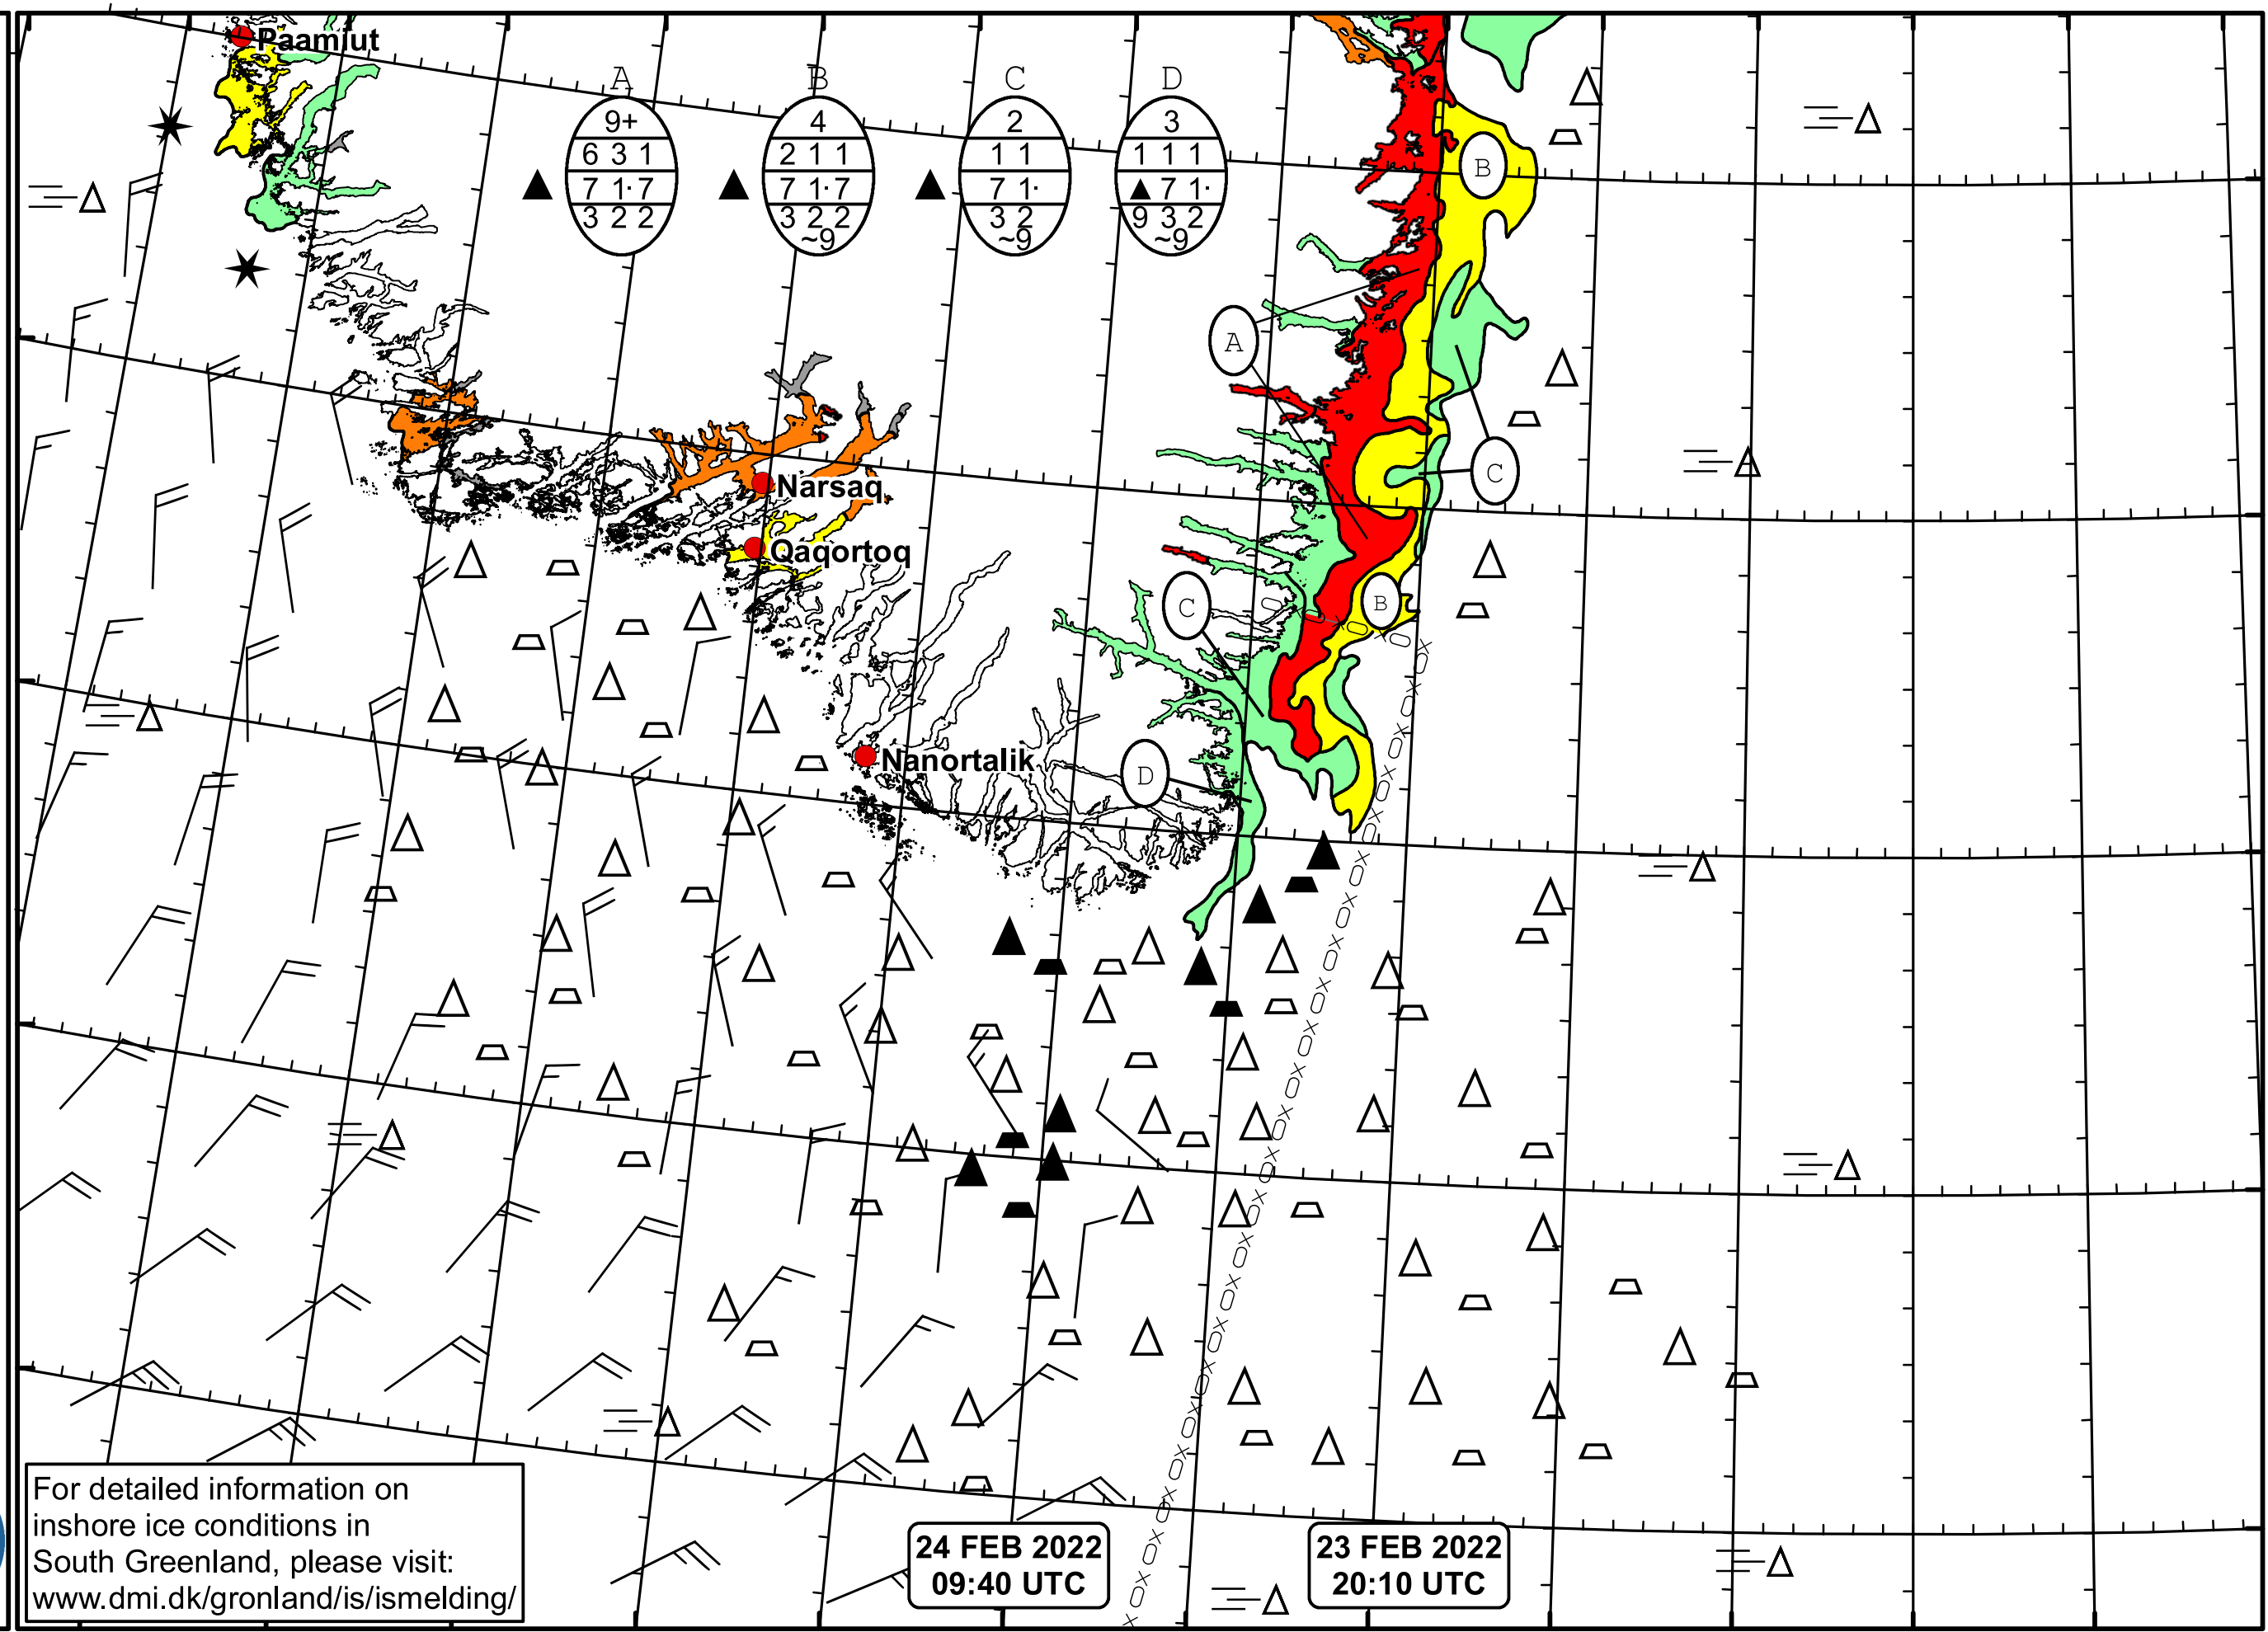 Paamiut
A B C D
9+ 4 2 3
6 3 1 2 1 1 1 1 1 1 1
7 1· 7 7 1· 7 7 1· ▲ 7 1·
3 2 2 3 2 2 3 2 9 3 2
~9 ~9 ~9
B
A
C
Narsaq
Qaqortoq
C
B
Nanortalik
D
For detailed information on
inshore ice conditions in
South Greenland, please visit:
www.dmi.dk/gronland/is/ismelding/
24 FEB 2022
09:40 UTC
23 FEB 2022
20:10 UTC